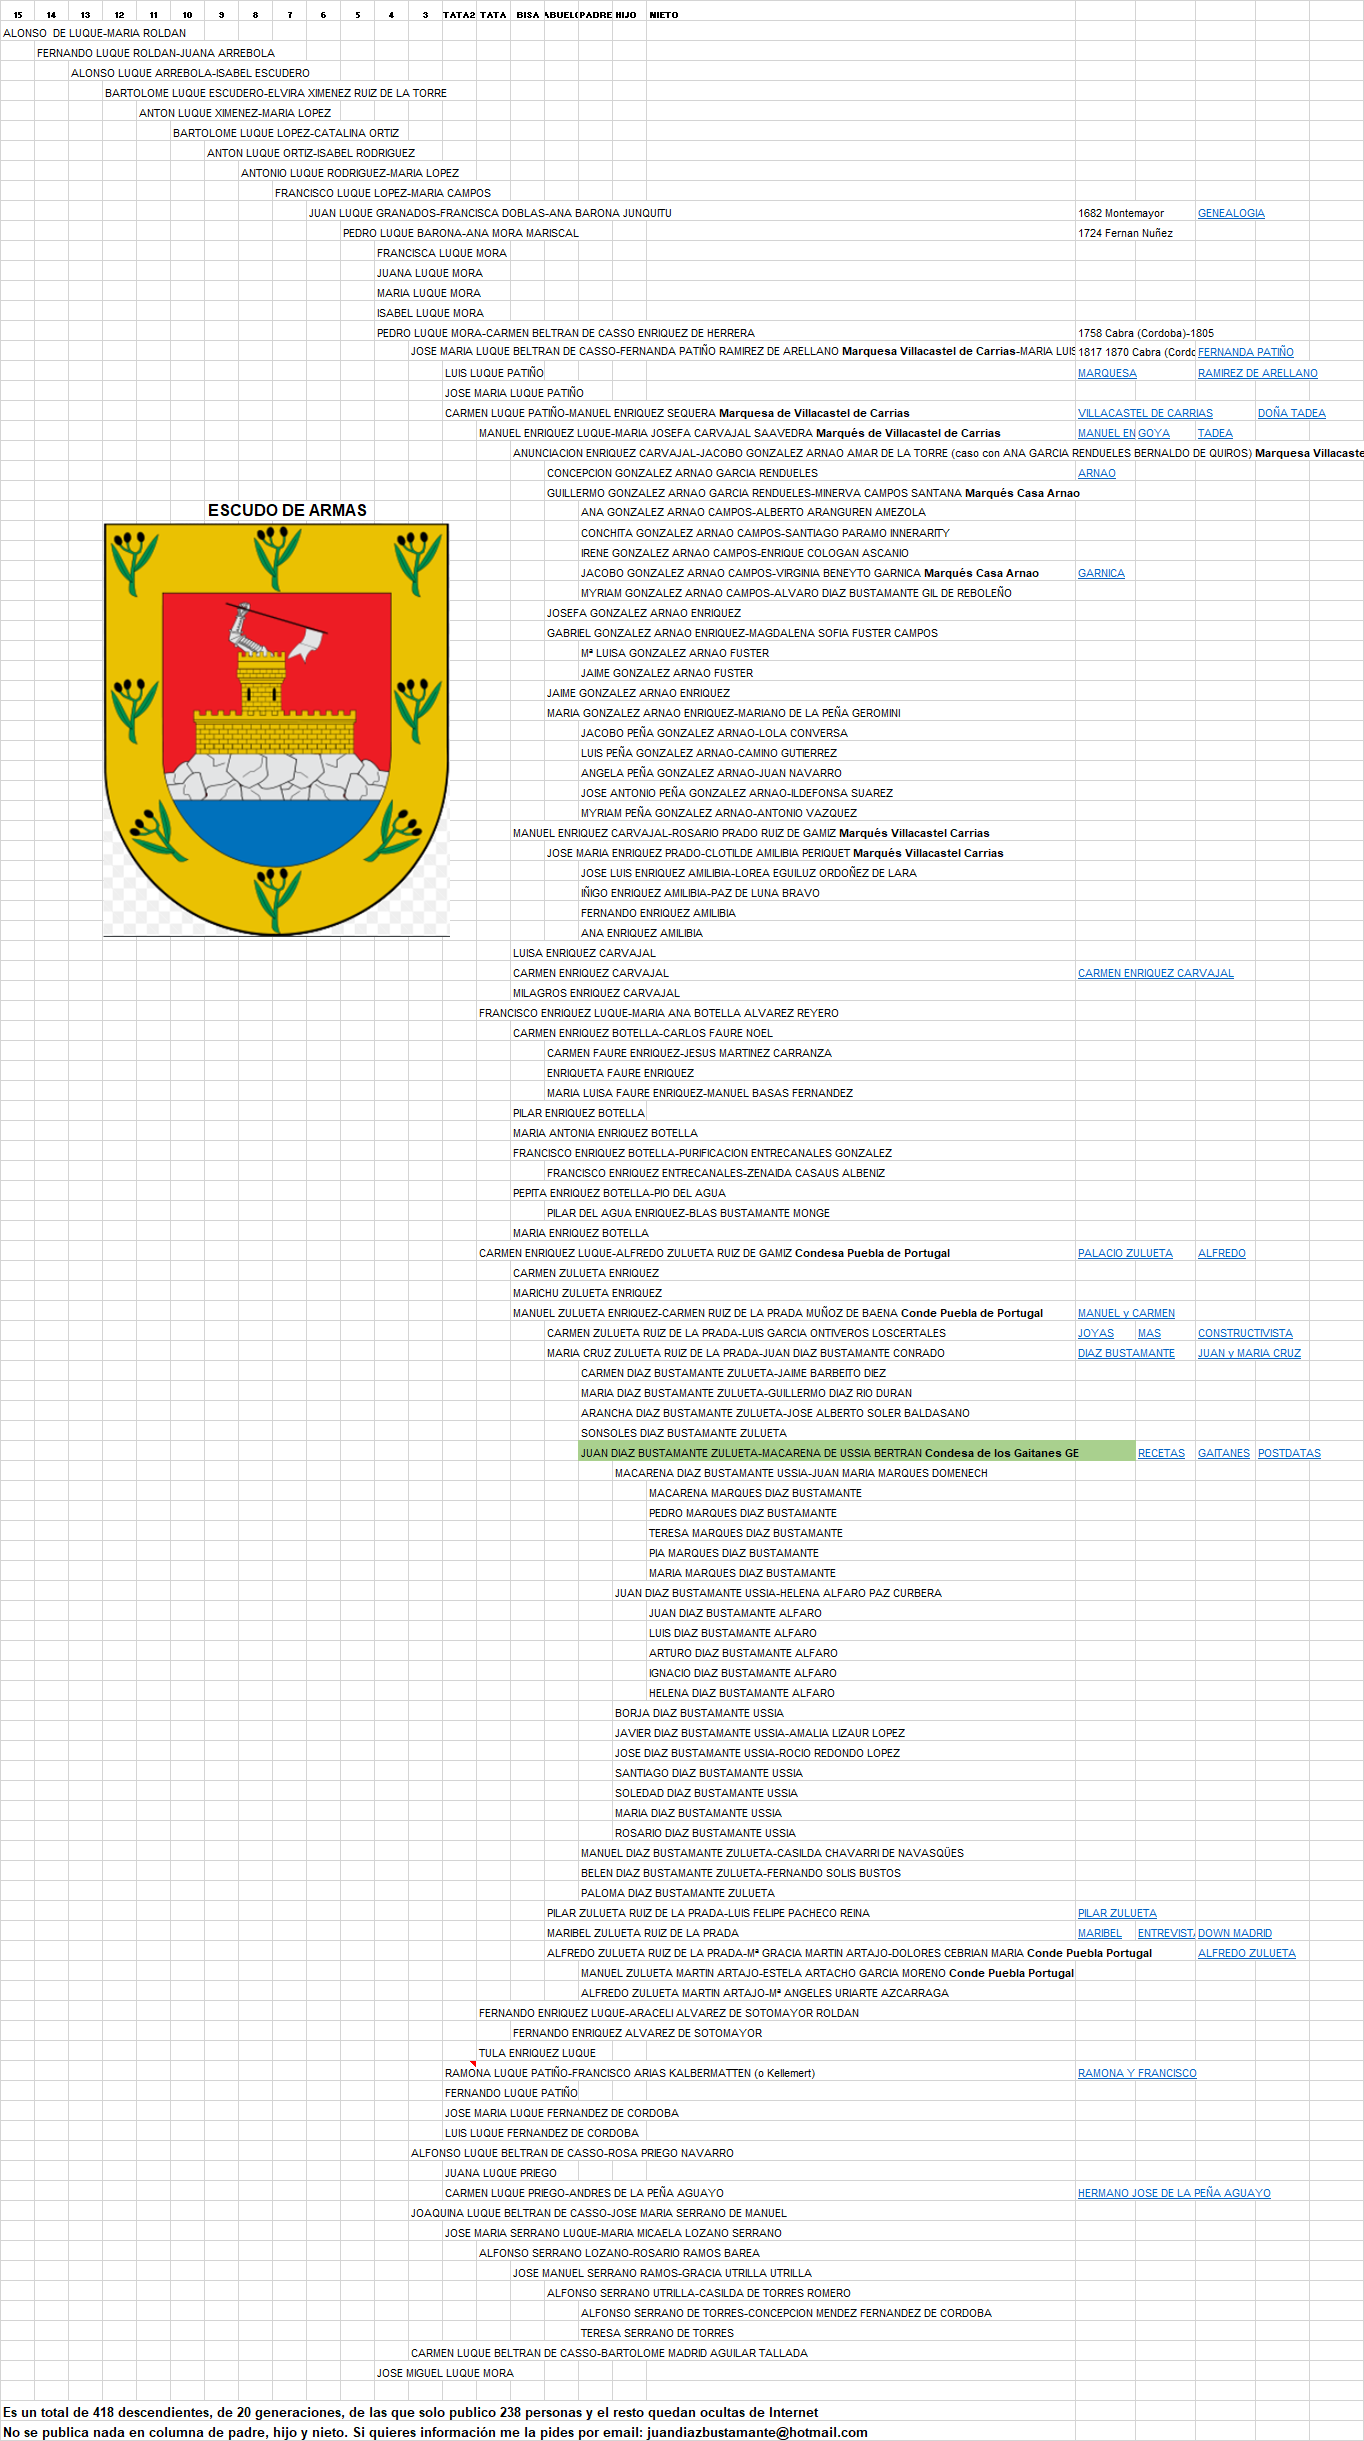 15 14 13 12 11 10 9 8 7 6 5 4 3 TATA2 TATA BISA ABUELO PADRE HIJO NIETO
ALONSO DE LUQUE-MARIA ROLDAN
FERNANDO LUQUE ROLDAN-JUANA ARREBOLA
ALONSO LUQUE ARREBOLA-ISABEL ESCUDERO
BARTOLOME LUQUE ESCUDERO-ELVIRA XIMENEZ RUIZ DE LA TORRE
ANTON LUQUE XIMENEZ-MARIA LOPEZ
BARTOLOME LUQUE LOPEZ-CATALINA ORTIZ
ANTON LUQUE ORTIZ-ISABEL RODRIGUEZ
ANTONIO LUQUE RODRIGUEZ-MARIA LOPEZ
FRANCISCO LUQUE LOPEZ-MARIA CAMPOS
JUAN LUQUE GRANADOS-FRANCISCA DOBLAS-ANA BARONA JUNQUITU 1682 Montemayor GENEALOGIA
PEDRO LUQUE BARONA-ANA MORA MARISCAL 1724 Fernan Nuñez
FRANCISCA LUQUE MORA
JUANA LUQUE MORA
MARIA LUQUE MORA
ISABEL LUQUE MORA
PEDRO LUQUE MORA-CARMEN BELTRAN DE CASSO ENRIQUEZ DE HERRERA 1758 Cabra (Cordoba)-1805
JOSE MARIA LUQUE BELTRAN DE CASSO-FERNANDA PATIÑO RAMIREZ DE ARELLANO Marquesa Villacastel de Carrias-MARIA LUIS 1817 1870 Cabra (Cordo FERNANDA PATIÑO
LUIS LUQUE PATIÑO MARQUESA RAMIREZ DE ARELLANO
JOSE MARIA LUQUE PATIÑO
CARMEN LUQUE PATIÑO-MANUEL ENRIQUEZ SEQUERA Marquesa de Villacastel de Carrias VILLACASTEL DE CARRIAS DOÑA TADEA
MANUEL ENRIQUEZ LUQUE-MARIA JOSEFA CARVAJAL SAAVEDRA Marqués de Villacastel de Carrias MANUEL EN GOYA TADEA
ANUNCIACION ENRIQUEZ CARVAJAL-JACOBO GONZALEZ ARNAO AMAR DE LA TORRE (caso con ANA GARCIA RENDUELES BERNALDO DE QUIROS) Marquesa Villacaste
CONCEPCION GONZALEZ ARNAO GARCIA RENDUELES ARNAO
GUILLERMO GONZALEZ ARNAO GARCIA RENDUELES-MINERVA CAMPOS SANTANA Marqués Casa Arnao
ESCUDO DE ARMAS
ANA GONZALEZ ARNAO CAMPOS-ALBERTO ARANGUREN AMEZOLA
CONCHITA GONZALEZ ARNAO CAMPOS-SANTIAGO PARAMO INNERARITY
IRENE GONZALEZ ARNAO CAMPOS-ENRIQUE COLOGAN ASCANIO
JACOBO GONZALEZ ARNAO CAMPOS-VIRGINIA BENEYTO GARNICA Marqués Casa Arnao GARNICA
MYRIAM GONZALEZ ARNAO CAMPOS-ALVARO DIAZ BUSTAMANTE GIL DE REBOLEÑO
JOSEFA GONZALEZ ARNAO ENRIQUEZ
GABRIEL GONZALEZ ARNAO ENRIQUEZ-MAGDALENA SOFIA FUSTER CAMPOS
Mª LUISA GONZALEZ ARNAO FUSTER
JAIME GONZALEZ ARNAO FUSTER
JAIME GONZALEZ ARNAO ENRIQUEZ
MARIA GONZALEZ ARNAO ENRIQUEZ-MARIANO DE LA PEÑA GEROMINI
JACOBO PEÑA GONZALEZ ARNAO-LOLA CONVERSA
LUIS PEÑA GONZALEZ ARNAO-CAMINO GUTIERREZ
ANGELA PEÑA GONZALEZ ARNAO-JUAN NAVARRO
JOSE ANTONIO PEÑA GONZALEZ ARNAO-ILDEFONSA SUAREZ
MYRIAM PEÑA GONZALEZ ARNAO-ANTONIO VAZQUEZ
MANUEL ENRIQUEZ CARVAJAL-ROSARIO PRADO RUIZ DE GAMIZ Marqués Villacastel Carrias
JOSE MARIA ENRIQUEZ PRADO-CLOTILDE AMILIBIA PERIQUET Marqués Villacastel Carrias
JOSE LUIS ENRIQUEZ AMILIBIA-LOREA EGUILUZ ORDOÑEZ DE LARA
IÑIGO ENRIQUEZ AMILIBIA-PAZ DE LUNA BRAVO
FERNANDO ENRIQUEZ AMILIBIA
ANA ENRIQUEZ AMILIBIA
LUISA ENRIQUEZ CARVAJAL
CARMEN ENRIQUEZ CARVAJAL CARMEN ENRIQUEZ CARVAJAL
MILAGROS ENRIQUEZ CARVAJAL
FRANCISCO ENRIQUEZ LUQUE-MARIA ANA BOTELLA ALVAREZ REYERO
CARMEN ENRIQUEZ BOTELLA-CARLOS FAURE NOEL
CARMEN FAURE ENRIQUEZ-JESUS MARTINEZ CARRANZA
ENRIQUETA FAURE ENRIQUEZ
MARIA LUISA FAURE ENRIQUEZ-MANUEL BASAS FERNANDEZ
PILAR ENRIQUEZ BOTELLA
MARIA ANTONIA ENRIQUEZ BOTELLA
FRANCISCO ENRIQUEZ BOTELLA-PURIFICACION ENTRECANALES GONZALEZ
FRANCISCO ENRIQUEZ ENTRECANALES-ZENAIDA CASAUS ALBENIZ
PEPITA ENRIQUEZ BOTELLA-PIO DEL AGUA
PILAR DEL AGUA ENRIQUEZ-BLAS BUSTAMANTE MONGE
MARIA ENRIQUEZ BOTELLA
CARMEN ENRIQUEZ LUQUE-ALFREDO ZULUETA RUIZ DE GAMIZ Condesa Puebla de Portugal PALACIO ZULUETA ALFREDO
CARMEN ZULUETA ENRIQUEZ
MARICHU ZULUETA ENRIQUEZ
MANUEL ZULUETA ENRIQUEZ-CARMEN RUIZ DE LA PRADA MUÑOZ DE BAENA Conde Puebla de Portugal MANUEL y CARMEN
CARMEN ZULUETA RUIZ DE LA PRADA-LUIS GARCIA ONTIVEROS LOSCERTALES JOYAS MAS CONSTRUCTIVISTA
MARIA CRUZ ZULUETA RUIZ DE LA PRADA-JUAN DIAZ BUSTAMANTE CONRADO DIAZ BUSTAMANTE JUAN y MARIA CRUZ
CARMEN DIAZ BUSTAMANTE ZULUETA-JAIME BARBEITO DIEZ
MARIA DIAZ BUSTAMANTE ZULUETA-GUILLERMO DIAZ RIO DURAN
ARANCHA DIAZ BUSTAMANTE ZULUETA-JOSE ALBERTO SOLER BALDASANO
SONSOLES DIAZ BUSTAMANTE ZULUETA
JUAN DIAZ BUSTAMANTE ZULUETA-MACARENA DE USSIA BERTRAN Condesa de los Gaitanes GE RECETAS GAITANES POSTDATAS
MACARENA DIAZ BUSTAMANTE USSIA-JUAN MARIA MARQUES DOMENECH
MACARENA MARQUES DIAZ BUSTAMANTE
PEDRO MARQUES DIAZ BUSTAMANTE
TERESA MARQUES DIAZ BUSTAMANTE
PIA MARQUES DIAZ BUSTAMANTE
MARIA MARQUES DIAZ BUSTAMANTE
JUAN DIAZ BUSTAMANTE USSIA-HELENA ALFARO PAZ CURBERA
JUAN DIAZ BUSTAMANTE ALFARO
LUIS DIAZ BUSTAMANTE ALFARO
ARTURO DIAZ BUSTAMANTE ALFARO
IGNACIO DIAZ BUSTAMANTE ALFARO
HELENA DIAZ BUSTAMANTE ALFARO
BORJA DIAZ BUSTAMANTE USSIA
JAVIER DIAZ BUSTAMANTE USSIA-AMALIA LIZAUR LOPEZ
JOSE DIAZ BUSTAMANTE USSIA-ROCIO REDONDO LOPEZ
SANTIAGO DIAZ BUSTAMANTE USSIA
SOLEDAD DIAZ BUSTAMANTE USSIA
MARIA DIAZ BUSTAMANTE USSIA
ROSARIO DIAZ BUSTAMANTE USSIA
MANUEL DIAZ BUSTAMANTE ZULUETA-CASILDA CHAVARRI DE NAVASQÜES
BELEN DIAZ BUSTAMANTE ZULUETA-FERNANDO SOLIS BUSTOS
PALOMA DIAZ BUSTAMANTE ZULUETA
PILAR ZULUETA RUIZ DE LA PRADA-LUIS FELIPE PACHECO REINA PILAR ZULUETA
MARIBEL ZULUETA RUIZ DE LA PRADA MARIBEL ENTREVISTA DOWN MADRID
ALFREDO ZULUETA RUIZ DE LA PRADA-Mª GRACIA MARTIN ARTAJO-DOLORES CEBRIAN MARIA Conde Puebla Portugal ALFREDO ZULUETA
MANUEL ZULUETA MARTIN ARTAJO-ESTELA ARTACHO GARCIA MORENO Conde Puebla Portugal
ALFREDO ZULUETA MARTIN ARTAJO-Mª ANGELES URIARTE AZCARRAGA
FERNANDO ENRIQUEZ LUQUE-ARACELI ALVAREZ DE SOTOMAYOR ROLDAN
FERNANDO ENRIQUEZ ALVAREZ DE SOTOMAYOR
TULA ENRIQUEZ LUQUE
RAMONA LUQUE PATIÑO-FRANCISCO ARIAS KALBERMATTEN (o Kellemert) RAMONA Y FRANCISCO
FERNANDO LUQUE PATIÑO
JOSE MARIA LUQUE FERNANDEZ DE CORDOBA
LUIS LUQUE FERNANDEZ DE CORDOBA
ALFONSO LUQUE BELTRAN DE CASSO-ROSA PRIEGO NAVARRO
JUANA LUQUE PRIEGO
CARMEN LUQUE PRIEGO-ANDRES DE LA PEÑA AGUAYO HERMANO JOSE DE LA PEÑA AGUAYO
JOAQUINA LUQUE BELTRAN DE CASSO-JOSE MARIA SERRANO DE MANUEL
JOSE MARIA SERRANO LUQUE-MARIA MICAELA LOZANO SERRANO
ALFONSO SERRANO LOZANO-ROSARIO RAMOS BAREA
JOSE MANUEL SERRANO RAMOS-GRACIA UTRILLA UTRILLA
ALFONSO SERRANO UTRILLA-CASILDA DE TORRES ROMERO
ALFONSO SERRANO DE TORRES-CONCEPCION MENDEZ FERNANDEZ DE CORDOBA
TERESA SERRANO DE TORRES
CARMEN LUQUE BELTRAN DE CASSO-BARTOLOME MADRID AGUILAR TALLADA
JOSE MIGUEL LUQUE MORA
Es un total de 418 descendientes, de 20 generaciones, de las que solo publico 238 personas y el resto quedan ocultas de Internet
No se publica nada en columna de padre, hijo y nieto. Si quieres información me la pides por email: juandiazbustamante@hotmail.com